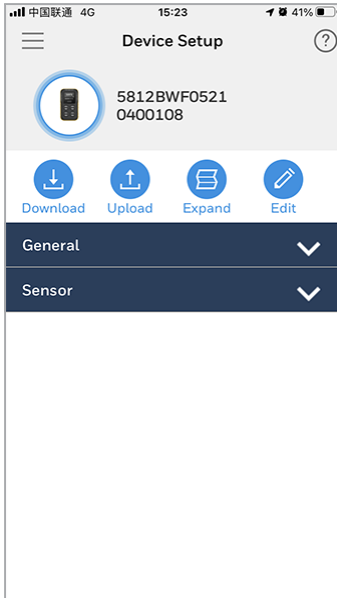 中国联通 4G 15:23 41%
Device Setup ?
5812BWF0521
0400108
Download Upload Expand Edit
General
Sensor